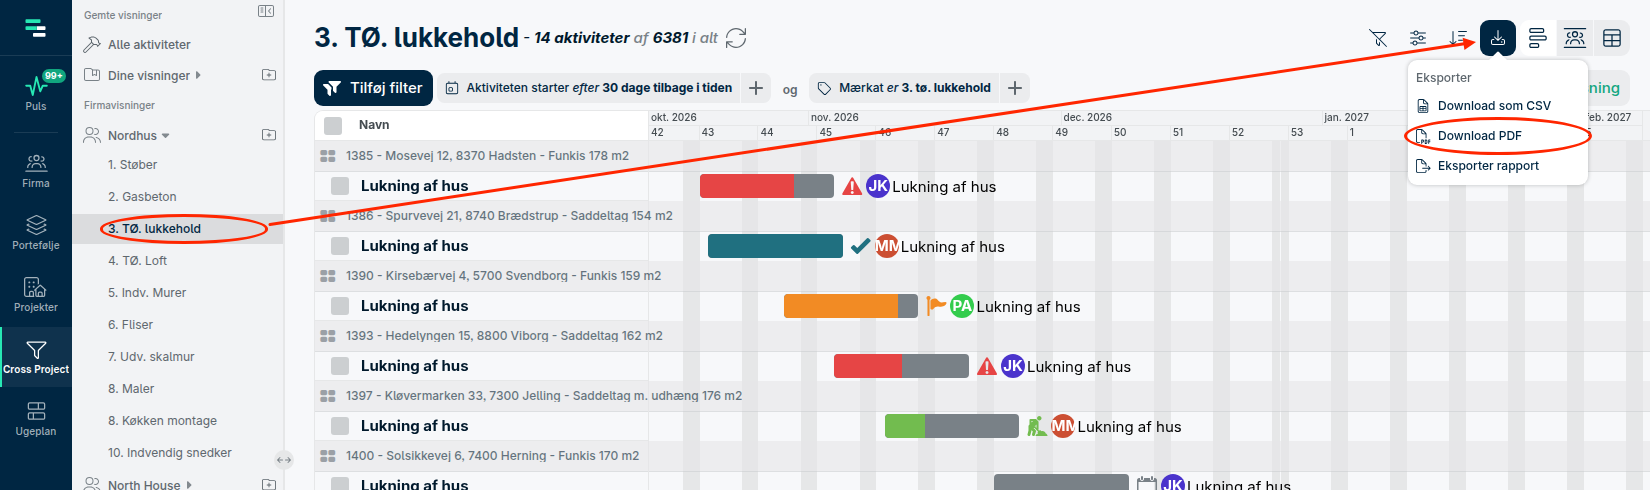 Gemte visninger
Alle aktiviteter
Dine visninger
Firmavisninger
Nordhus
1. Støber
2. Gasbeton
3. TØ. lukkehold
4. TØ. Loft
5. Indv. Murer
6. Fliser
7. Udv. skalmur
8. Maler
8. Køkken montage
10. Indvendig snedker
North House
99+
Puls
Firma
Portefølje
Projekter
Cross Project
Ugeplan
3. TØ. lukkehold - 14 aktiviteter af 6381 i alt
Tilføj filter
Aktiviteten starter efter 30 dage tilbage i tiden
og
Mærkat er 3. tø. lukkehold
ning
Eksporter
Download som CSV
Download PDF
Eksporter rapport
Navn
okt. 2026 nov. 2026 dec. 2026 jan. 2027 feb. 2027
42 43 44 45 46 47 48 49 50 51 52 53 1
1385 - Mosevej 12, 8370 Hadsten - Funkis 178 m2
Lukning af hus JK Lukning af hus
1386 - Spurvevej 21, 8740 Brædstrup - Saddeltag 154 m2
Lukning af hus MM Lukning af hus
1390 - Kirsebærvej 4, 5700 Svendborg - Funkis 159 m2
Lukning af hus PA Lukning af hus
1393 - Hedelyngen 15, 8800 Viborg - Saddeltag 162 m2
Lukning af hus JK Lukning af hus
1397 - Kløvermarken 33, 7300 Jelling - Saddeltag m. udhæng 176 m2
Lukning af hus MM Lukning af hus
1400 - Solsikkevej 6, 7400 Herning - Funkis 170 m2
Lukning af hus JK Lukning af hus